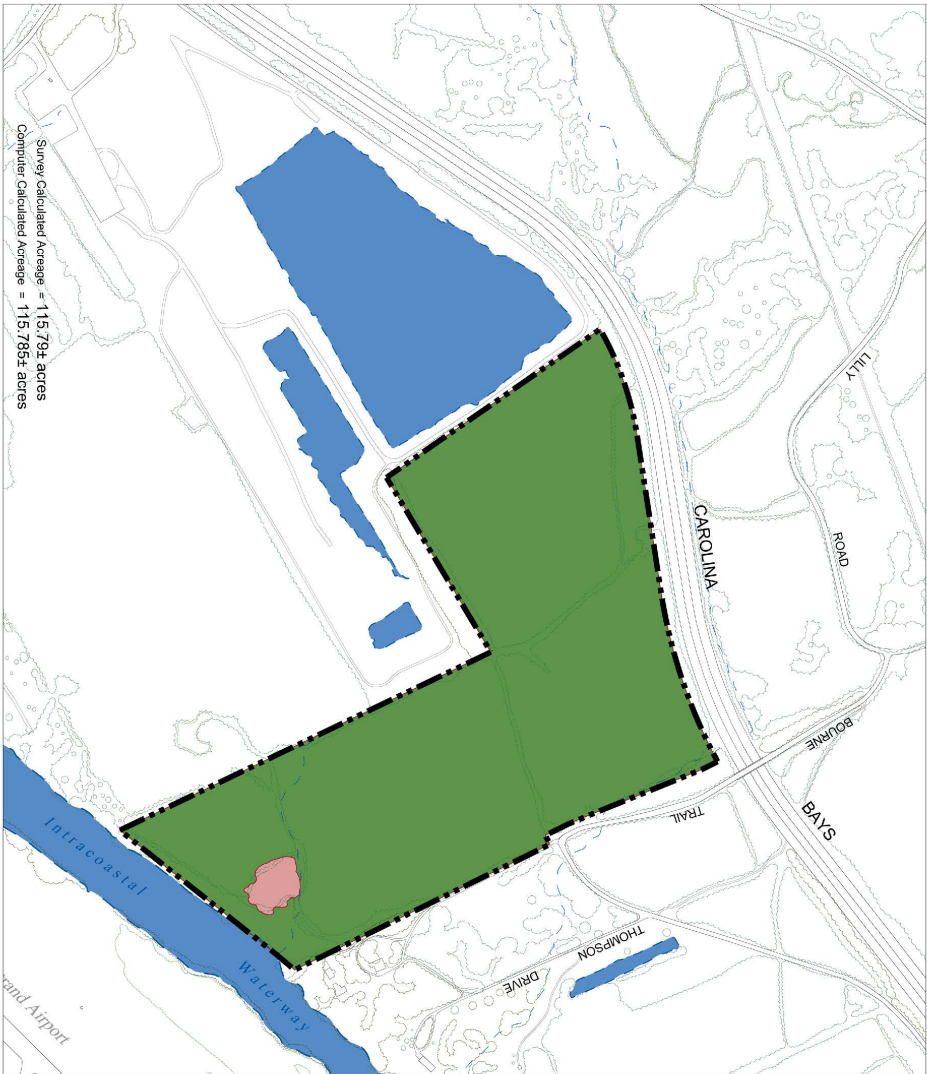 LILLY
ROAD
CAROLINA
BOURNE
BAYS
TRAIL
THOMPSON
DRIVE
Survey Calculated Acreage = 115.79± acres
Computer Calculated Acreage = 115.785± acres
Intracoastal
Waterway
Airport